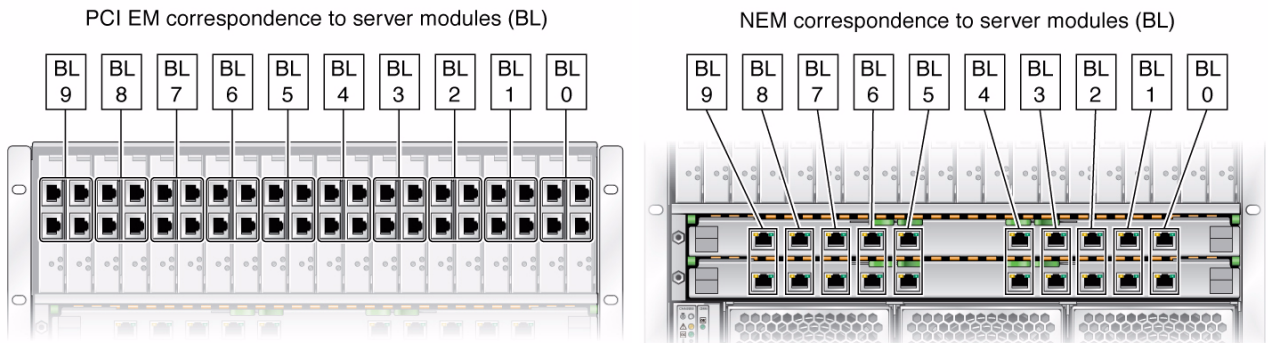 PCI EM correspondence to server modules (BL)
BL BL BL BL BL BL BL BL BL BL
9 8 7 6 5 4 3 2 1 0
NEM correspondence to server modules (BL)
BL BL BL BL BL BL BL BL BL BL
9 8 7 6 5 4 3 2 1 0